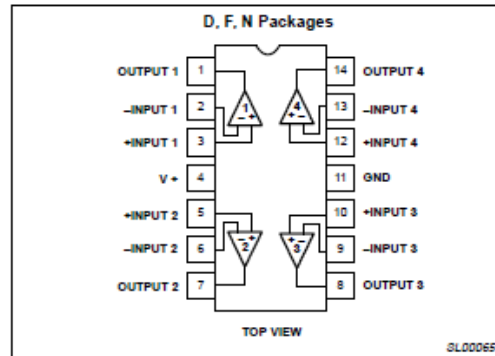 D, F, N Packages
OUTPUT 1 1 14 OUTPUT 4
–INPUT 1 2 1 4 13 –INPUT 4
– + + –
+INPUT 1 3 12 +INPUT 4
V + 4 11 GND
+INPUT 2 5 10 +INPUT 3
– + + –
–INPUT 2 6 2 3 9 –INPUT 3
OUTPUT 2 7 8 OUTPUT 3
TOP VIEW
SL00065